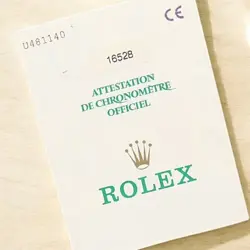 U481140
CE
16528
ATTESTATION
DE CHRONOMÈTRE
OFFICIEL
ROLEX